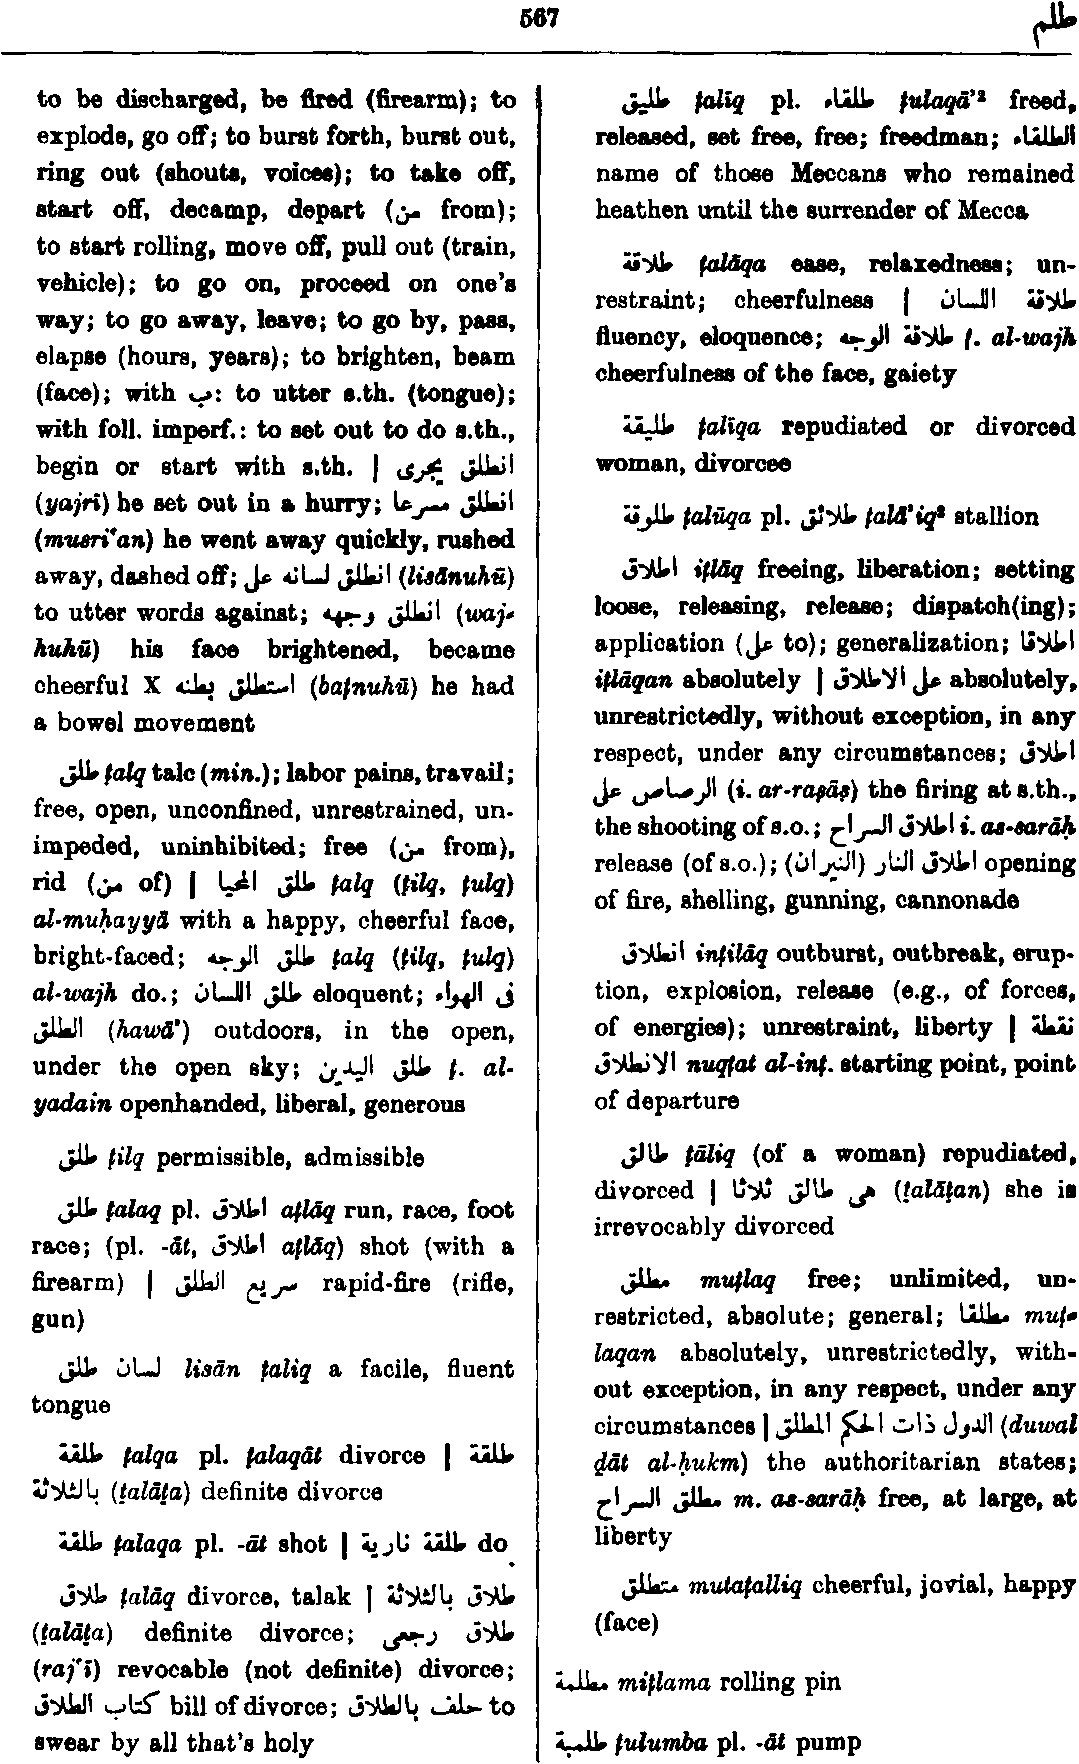 567
طلم
to be discharged, be fired (firearm); to
explode, go off; to burst forth, burst out,
ring out (shouts, voices); to take off,
start off, decamp, depart (من from);
to start rolling, move off, pull out (train,
vehicle); to go on, proceed on one's
way; to go away, leave; to go by, pass,
elapse (hours, years); to brighten, beam
(face); with ب: to utter s.th. (tongue);
with foll. imperf.: to set out to do s.th.,
begin or start with s.th. | انطلق يجرى
(yajrī) he set out in a hurry; انطلق مسرعا
(musri‘an) he went away quickly, rushed
away, dashed off; انطلق لسانه على (lisānuhū)
to utter words against; انطلق وجهه (waj-
huhū) his face brightened, became
cheerful X استطلق بطنه (baṭnuhū) he had
a bowel movement
طلق ṭalq talc (min.); labor pains, travail;
free, open, unconfined, unrestrained, un-
impeded, uninhibited; free (من from),
rid (من of) | طلق المحيا ṭalq (ṭilq, ṭulq)
al-muḥayyā with a happy, cheerful face,
bright-faced; طلق الوجه ṭalq (ṭilq, ṭulq)
al-wajh do.; طلق اللسان eloquent; فى الهواء
الطلق (hawā’) outdoors, in the open,
under the open sky; طلق اليدين ṭ. al-
yadain openhanded, liberal, generous
طلق ṭilq permissible, admissible
طلق ṭalaq pl. اطلاق aṭlāq run, race, foot
race; (pl. -āt, اطلاق aṭlāq) shot (with a
firearm) | سريع الطلق rapid-fire (rifle,
gun)
لسان طلق lisān ṭaliq a facile, fluent
tongue
طلقة ṭalqa pl. ṭalaqāt divorce | طلقة
بالثلاثة (ṯalāṯa) definite divorce
طلقة ṭalaqa pl. -āt shot | طلقة نارية do.
طلاق ṭalāq divorce, talak | طلاق بالثلاثة
(ṯalāṯa) definite divorce; طلاق رجعى
(raj‘ī) revocable (not definite) divorce;
كتاب الطلاق bill of divorce; حلف بالطلاق to
swear by all that's holy
طليق ṭalīq pl. طلقاء ṭulaqā’² freed,
released, set free, free; freedman; الطلقاء
name of those Meccans who remained
heathen until the surrender of Mecca
طلاقة ṭalāqa ease, relaxedness; un-
restraint; cheerfulness | طلاقة اللسان
fluency, eloquence; طلاقة الوجه ṭ. al-wajh
cheerfulness of the face, gaiety
طليقة ṭalīqa repudiated or divorced
woman, divorcee
طلوقة ṭalūqa pl. طلائق ṭalā’iq² stallion
اطلاق iṭlāq freeing, liberation; setting
loose, releasing, release; dispatch(ing);
application (على to); generalization; اطلاقا
iṭlāqan absolutely | على الاطلاق absolutely,
unrestrictedly, without exception, in any
respect, under any circumstances; اطلاق
الرصاص على (i. ar-raṣāṣ) the firing at s.th.,
the shooting of s.o.; اطلاق السراح i. as-sarāḥ
release (of s.o.); اطلاق النار (النيران) opening
of fire, shelling, gunning, cannonade
انطلاق inṭilāq outburst, outbreak, erup-
tion, explosion, release (e.g., of forces,
of energies); unrestraint, liberty | نقطة
الانطلاق nuqṭat al-inṭ. starting point, point
of departure
طالق ṭāliq (of a woman) repudiated,
divorced | هى طالق ثلاثا (ṯalāṯan) she is
irrevocably divorced
مطلق muṭlaq free; unlimited, un-
restricted, absolute; general; مطلقا muṭ-
laqan absolutely, unrestrictedly, with-
out exception, in any respect, under any
circumstances | الدول ذات الحكم المطلق (duwal
ḏāt al-ḥukm) the authoritarian states;
مطلق السراح m. as-sarāḥ free, at large, at
liberty
متطلق mutaṭalliq cheerful, jovial, happy
(face)
مطلمة miṭlama rolling pin
طلمبة ṭulumba pl. -āt pump